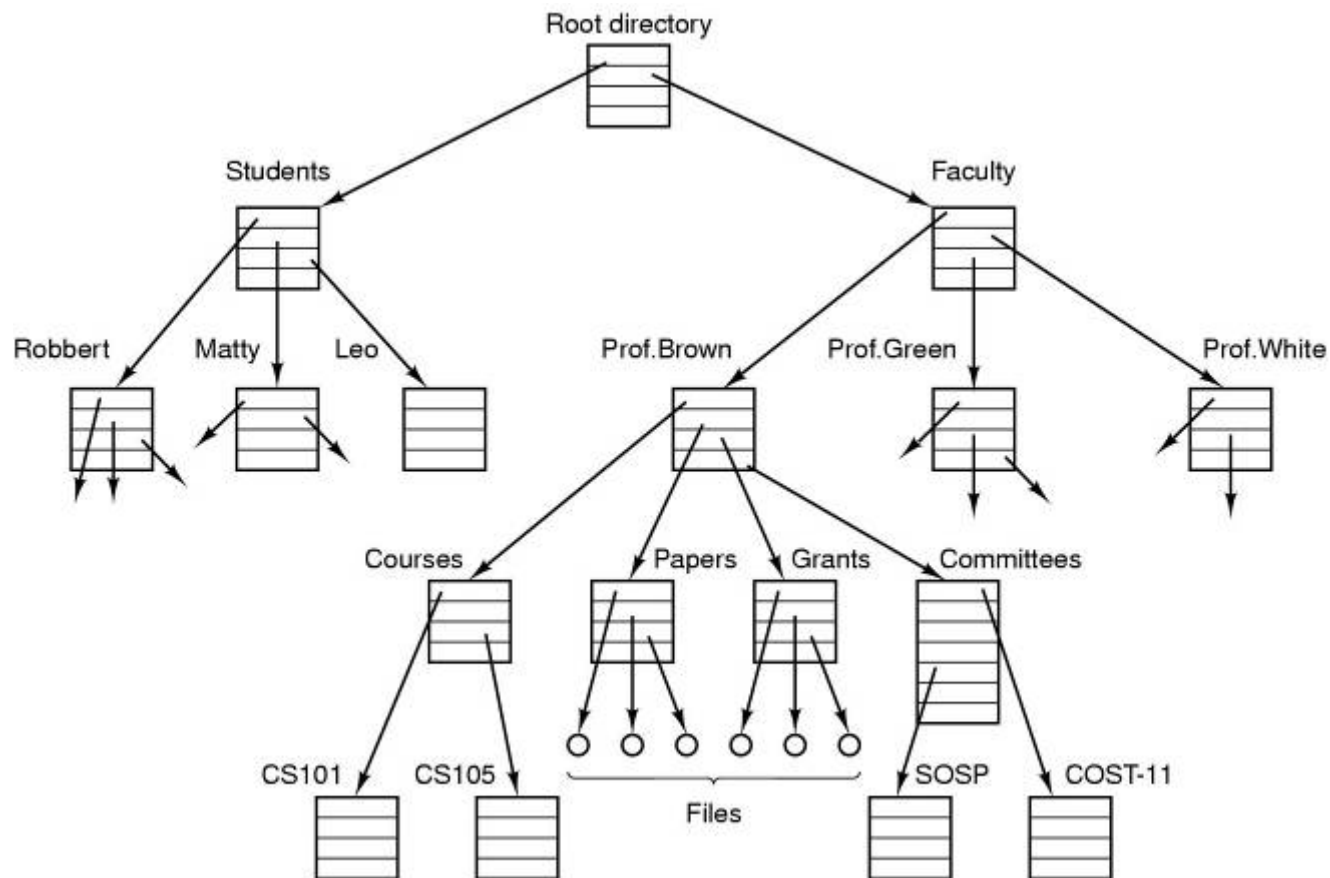 Root directory
Students
Faculty
Robbert
Matty
Leo
Prof.Brown
Prof.Green
Prof.White
Courses
Papers
Grants
Committees
CS101
CS105
SOSP
COST-11
Files